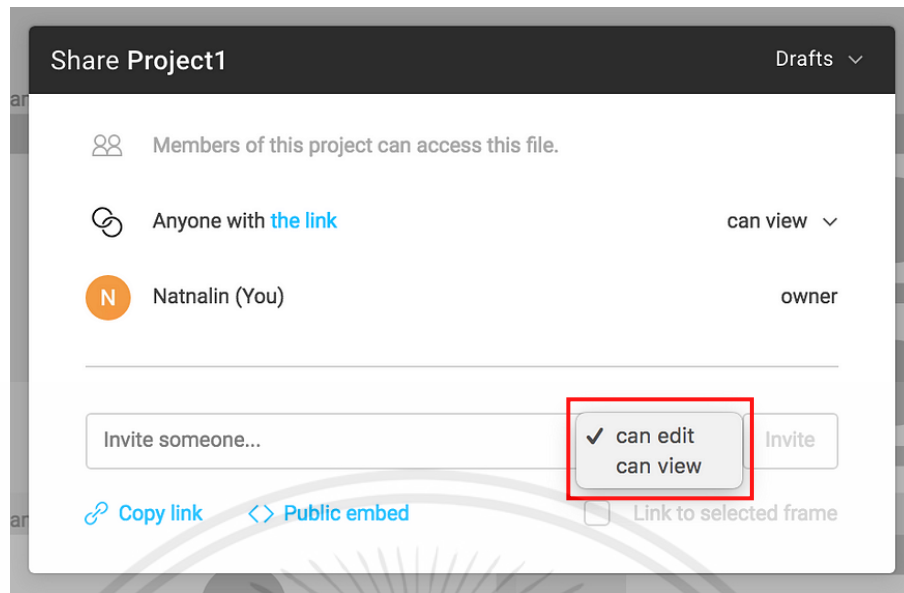 Share Project1
Drafts
Members of this project can access this file.
Anyone with the link
can view
N
Natnalin (You)
owner
Invite someone...
can edit
can view
Invite
Copy link
Public embed
Link to selected frame